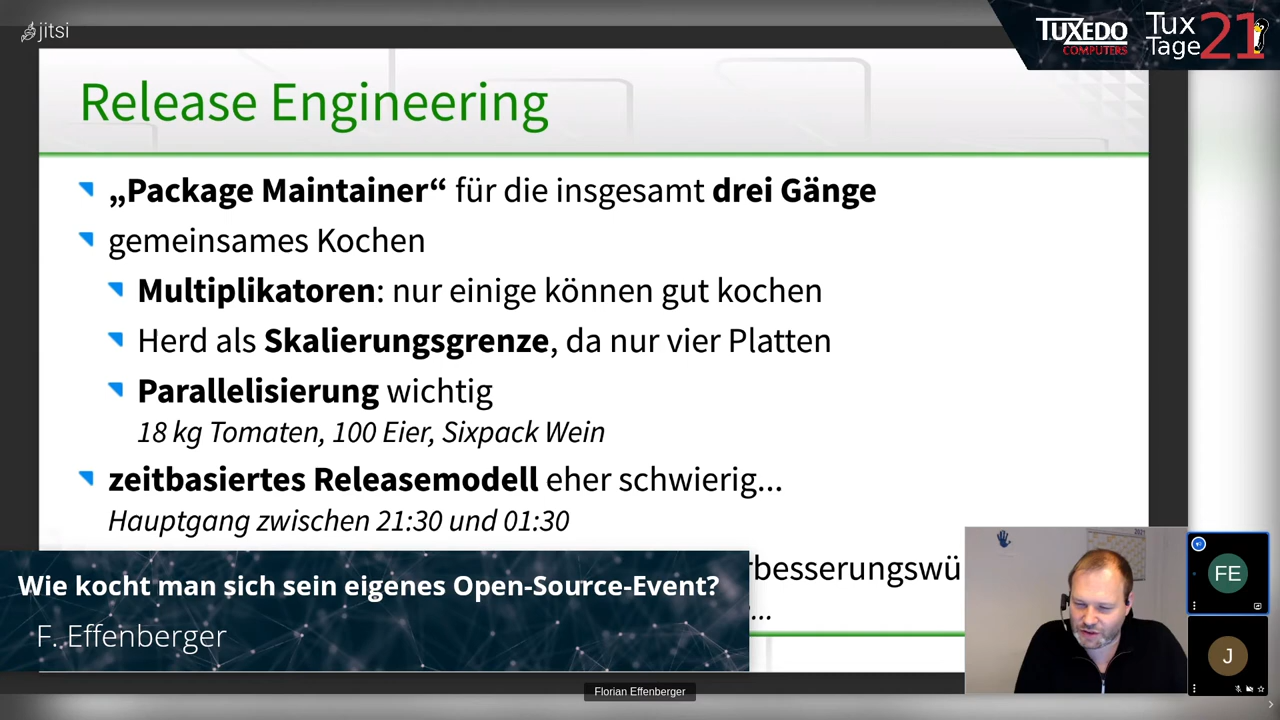 jitsi
TUXEDO
COMPUTERS
Tux
Tage
21
Release Engineering
„Package Maintainer“ für die insgesamt drei Gänge
gemeinsames Kochen
Multiplikatoren: nur einige können gut kochen
Herd als Skalierungsgrenze, da nur vier Platten
Parallelisierung wichtig
18 kg Tomaten, 100 Eier, Sixpack Wein
zeitbasiertes Releasemodell eher schwierig...
Hauptgang zwischen 21:30 und 01:30
rbesserungswü
...
Wie kocht man sich sein eigenes Open-Source-Event?
F. Effenberger
FE
J
Florian Effenberger